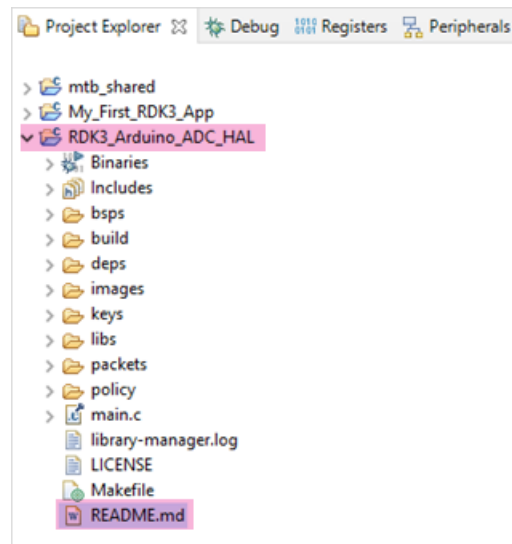 Project Explorer Debug Registers Peripherals
mtb_shared
My_First_RDK3_App
RDK3_Arduino_ADC_HAL
Binaries
Includes
bsps
build
deps
images
keys
libs
packets
policy
main.c
library-manager.log
LICENSE
Makefile
README.md